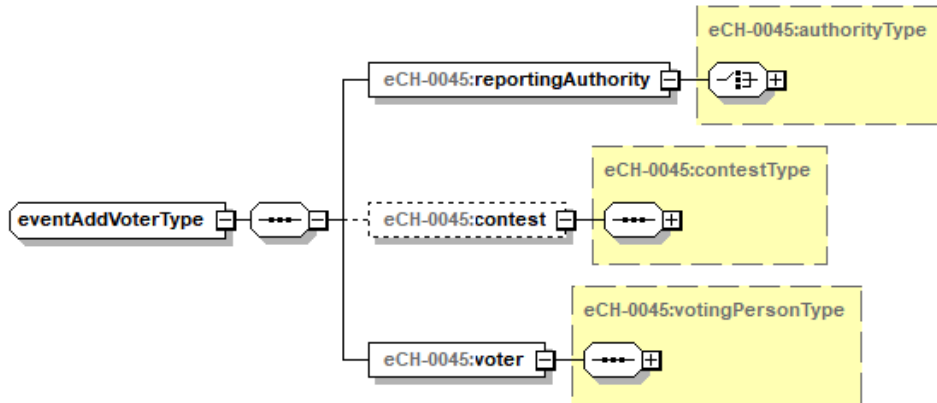 eCH-0045:authorityType
eCH-0045:reportingAuthority
eCH-0045:contestType
eventAddVoterType
eCH-0045:contest
eCH-0045:votingPersonType
eCH-0045:voter